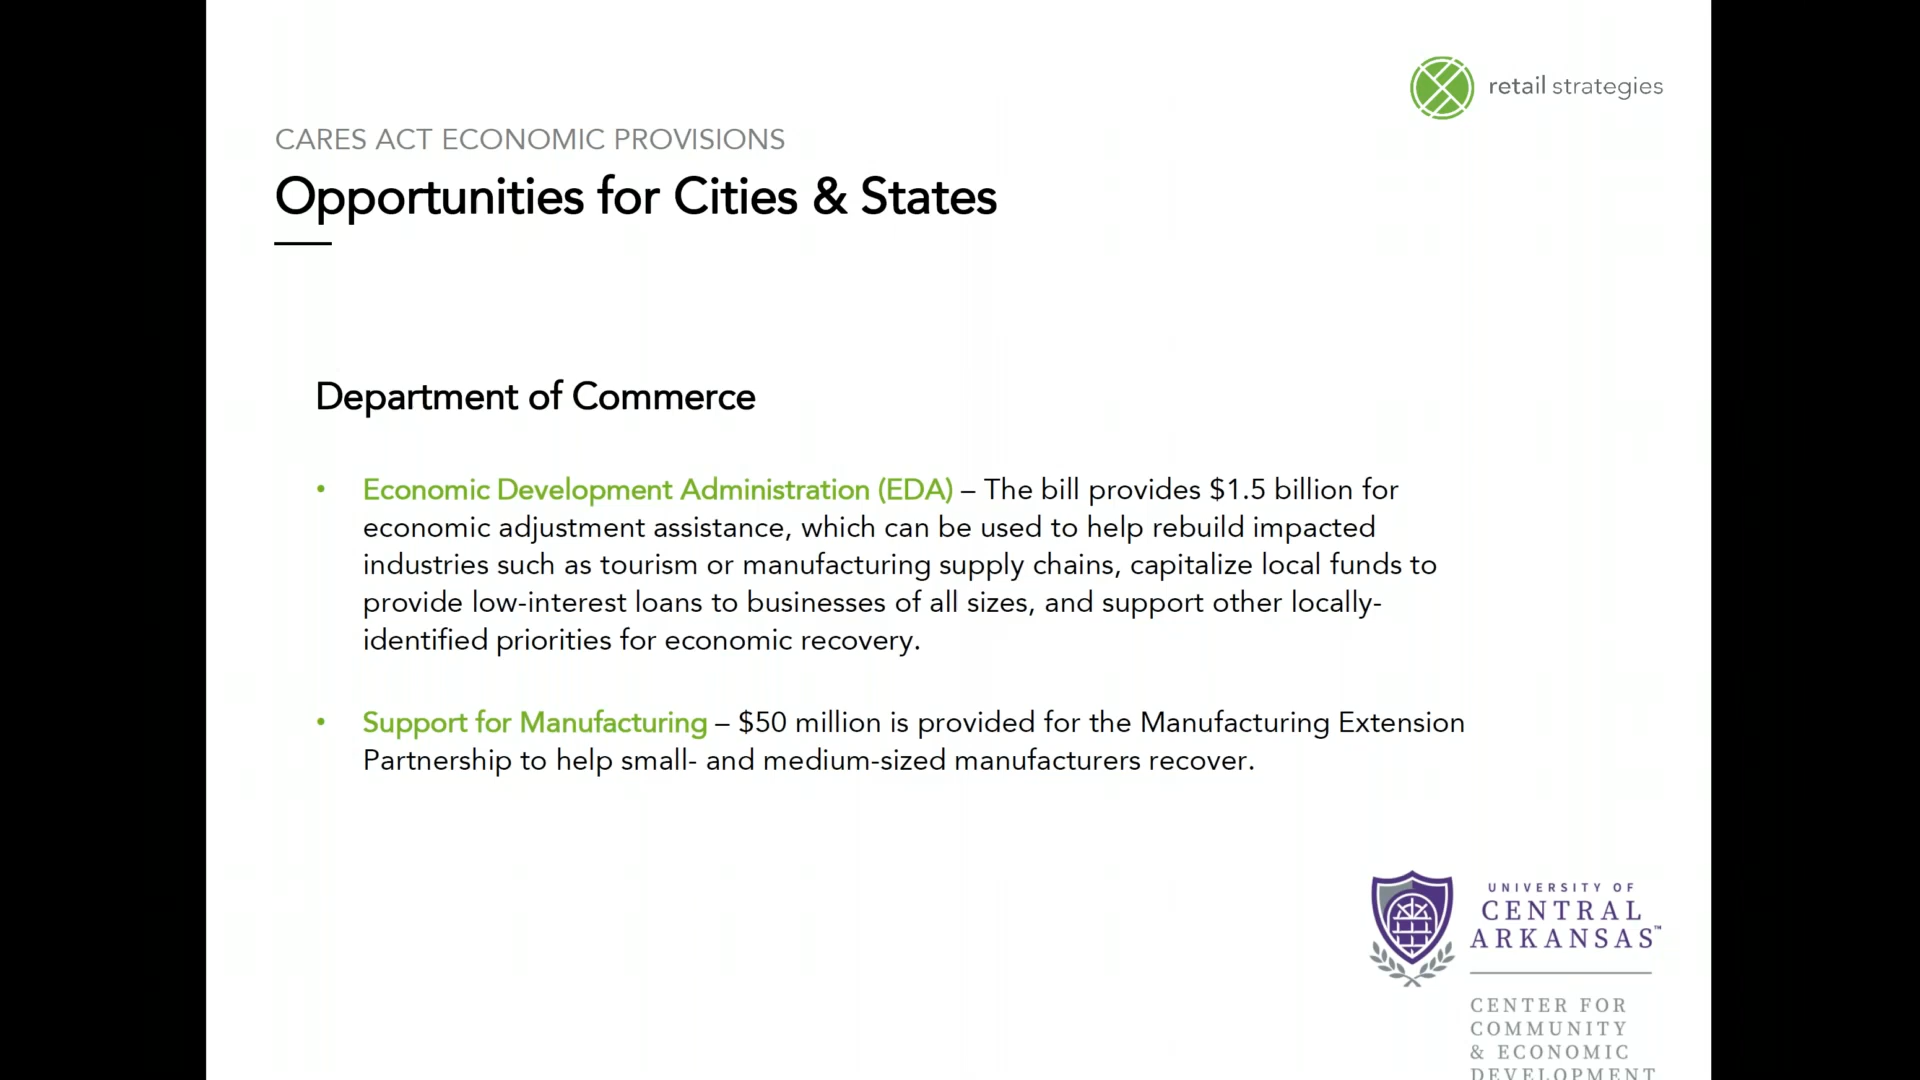 retail strategies
CARES ACT ECONOMIC PROVISIONS
Opportunities for Cities & States
Department of Commerce
• Economic Development Administration (EDA) – The bill provides $1.5 billion for
economic adjustment assistance, which can be used to help rebuild impacted
industries such as tourism or manufacturing supply chains, capitalize local funds to
provide low-interest loans to businesses of all sizes, and support other locally-
identified priorities for economic recovery.
• Support for Manufacturing – $50 million is provided for the Manufacturing Extension
Partnership to help small- and medium-sized manufacturers recover.
UNIVERSITY OF
CENTRAL
ARKANSAS™
CENTER FOR
COMMUNITY
& ECONOMIC
DEVELOPMENT